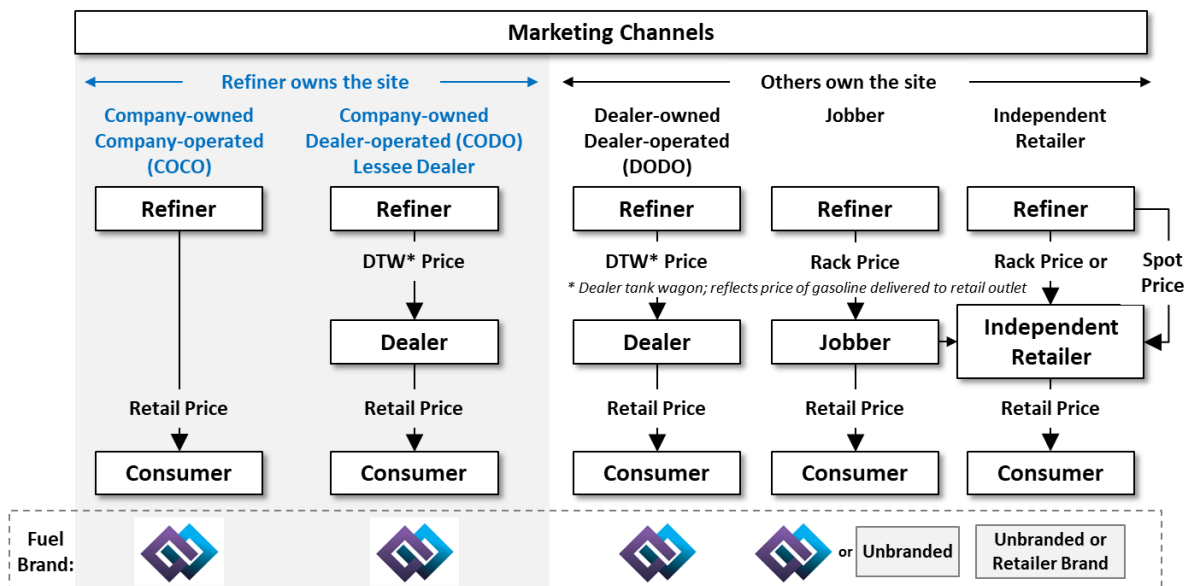 Marketing Channels
Refiner owns the site
Others own the site
Company-owned
Company-operated
(COCO)
Company-owned
Dealer-operated (CODO)
Lessee Dealer
Dealer-owned
Dealer-operated
(DODO)
Jobber
Independent
Retailer
Refiner
Refiner
Refiner
Refiner
Refiner
DTW* Price
DTW* Price
Rack Price
Rack Price or
Spot
Price
* Dealer tank wagon; reflects price of gasoline delivered to retail outlet
Dealer
Dealer
Jobber
Independent
Retailer
Retail Price
Retail Price
Retail Price
Retail Price
Retail Price
Consumer
Consumer
Consumer
Consumer
Consumer
Fuel
Brand:
or
Unbranded
Unbranded or
Retailer Brand